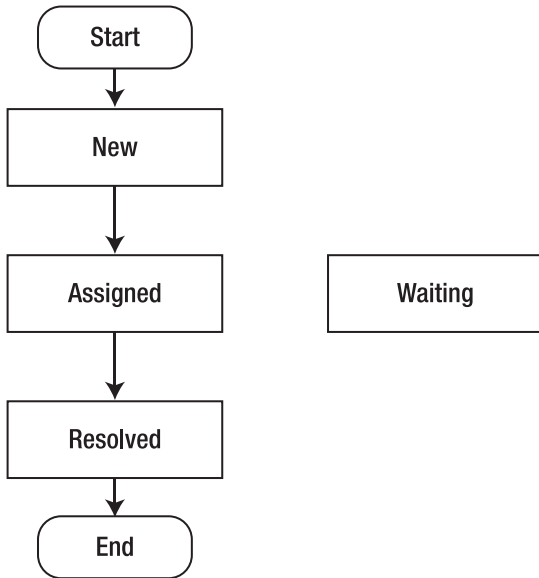 Start
New
Assigned
Waiting
Resolved
End